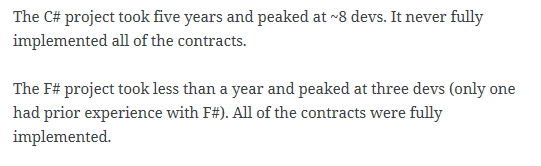 The C# project took five years and peaked at ~8 devs. It never fully
implemented all of the contracts.
The F# project took less than a year and peaked at three devs (only one
had prior experience with F#). All of the contracts were fully
implemented.